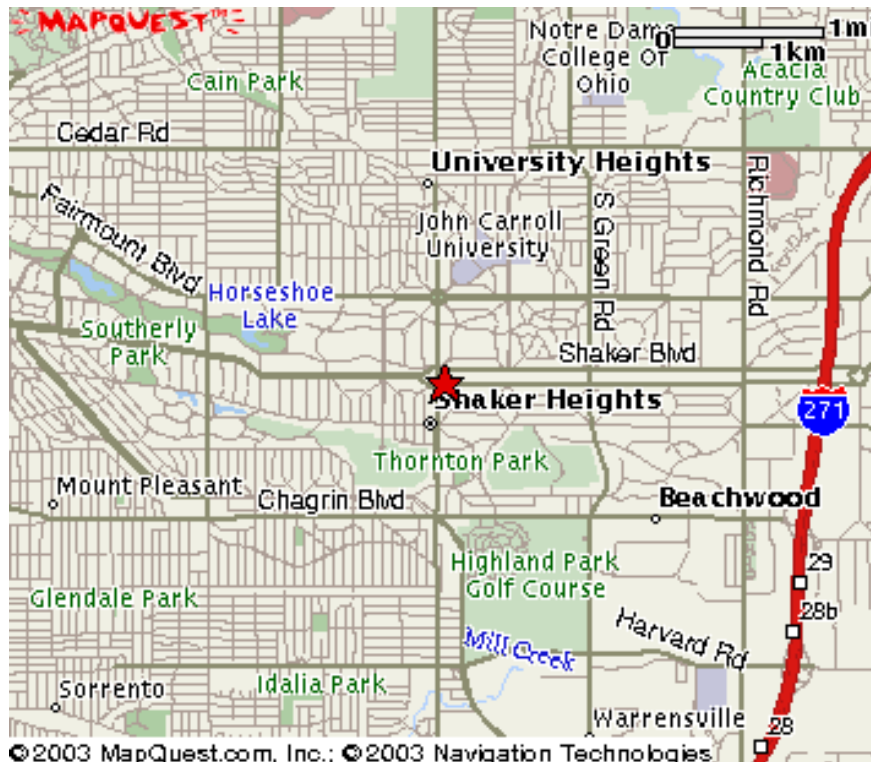 MAPQUEST™
Notre Dame
College Of
Ohio
0
1m
1km
Acacia
Country Club
Cain Park
Cedar Rd
University Heights
Richmond Rd
Fairmount Blvd
John Carroll
University
S Green Rd
Horseshoe
Lake
Southerly
Park
Shaker Blvd
Shaker Heights
271
Thornton Park
Mount Pleasant
Chagrin Blvd
Beachwood
Highland Park
Golf Course
29
Glendale Park
28b
Harvard Rd
Mill Creek
Sorrento
Idalia Park
Warrensville
28
©2003 MapQuest.com, Inc.; ©2003 Navigation Technologies